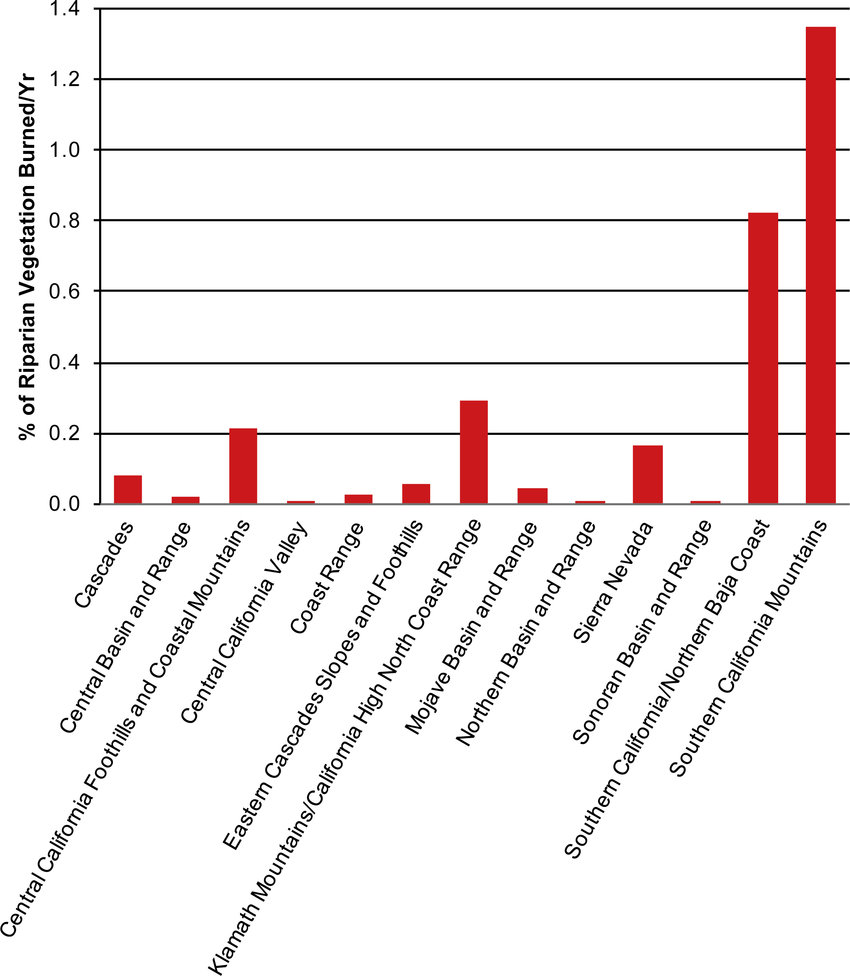 % of Riparian Vegetation Burned/Yr
1.4
1.2
1.0
0.8
0.6
0.4
0.2
0.0
Cascades
Central Basin and Range
Central California Foothills and Coastal Mountains
Central California Valley
Coast Range
Eastern Cascades Slopes and Foothills
Klamath Mountains/California High North Coast Range
Mojave Basin and Range
Northern Basin and Range
Sierra Nevada
Sonoran Basin and Range
Southern California/Northern Baja Coast
Southern California Mountains